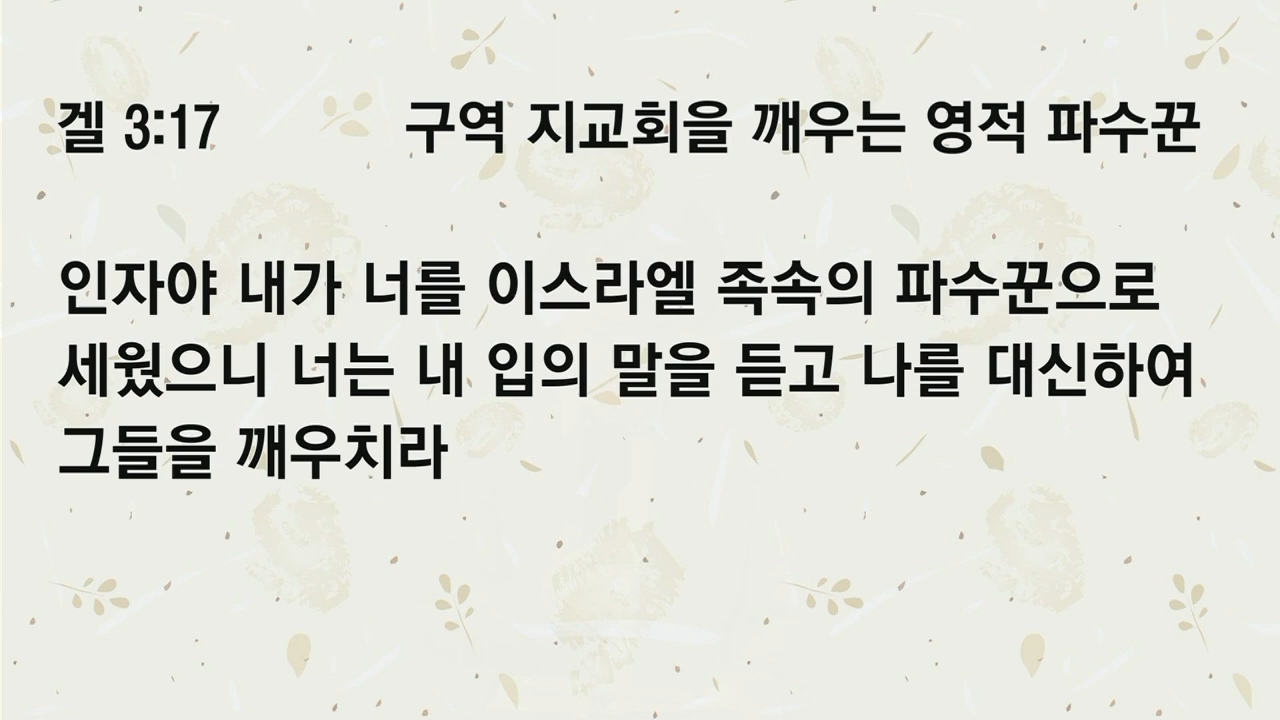 겔 3:17 구역 지교회을 깨우는 영적 파수꾼
인자야 내가 너를 이스라엘 족속의 파수꾼으로
세웠으니 너는 내 입의 말을 듣고 나를 대신하여
그들을 깨우치라